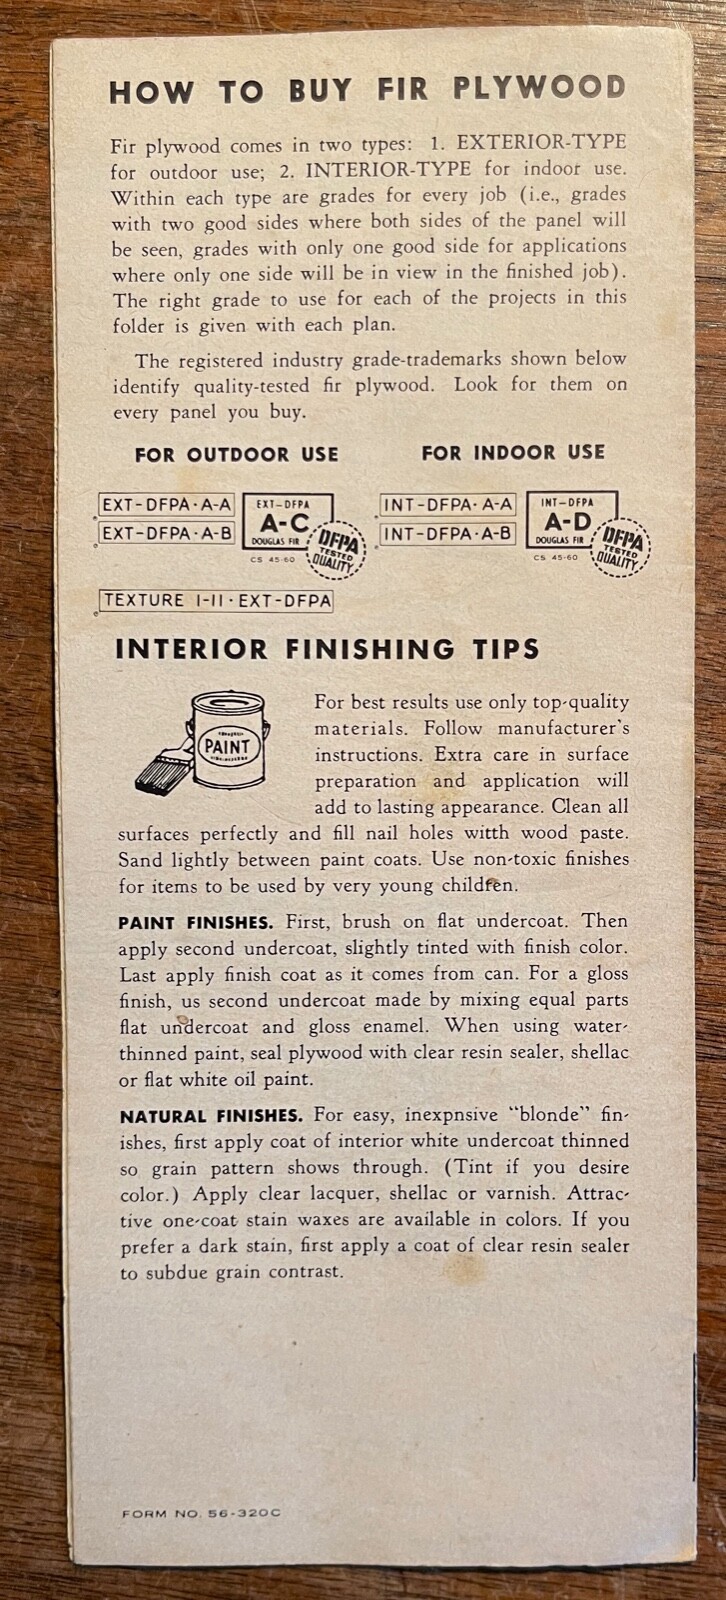 HOW TO BUY FIR PLYWOOD
Fir plywood comes in two types: 1. EXTERIOR-TYPE
for outdoor use; 2. INTERIOR-TYPE for indoor use.
Within each type are grades for every job (i.e., grades
with two good sides where both sides of the panel will
be seen, grades with only one good side for applications
where only one side will be in view in the finished job).
The right grade to use for each of the projects in this
folder is given with each plan.
The registered industry grade-trademarks shown below
identify quality-tested fir plywood. Look for them on
every panel you buy.
FOR OUTDOOR USE
EXT-DFPA·A-A
EXT-DFPA·A-B
EXT-DFPA
A-C
DOUGLAS FIR
CS 45-60
DFPA
TESTED
QUALITY
TEXTURE 1-11·EXT-DFPA
FOR INDOOR USE
INT-DFPA·A-A
INT-DFPA·A-B
INT-DFPA
A-D
DOUGLAS FIR
CS 45-60
DFPA
TESTED
QUALITY
INTERIOR FINISHING TIPS
PAINT
For best results use only top-quality
materials. Follow manufacturer's
instructions. Extra care in surface
preparation and application will
add to lasting appearance. Clean all
surfaces perfectly and fill nail holes witth wood paste.
Sand lightly between paint coats. Use non-toxic finishes
for items to be used by very young children.
PAINT FINISHES. First, brush on flat undercoat. Then
apply second undercoat, slightly tinted with finish color.
Last apply finish coat as it comes from can. For a gloss
finish, us second undercoat made by mixing equal parts
flat undercoat and gloss enamel. When using water-
thinned paint, seal plywood with clear resin sealer, shellac
or flat white oil paint.
NATURAL FINISHES. For easy, inexpnsive "blonde" fin-
ishes, first apply coat of interior white undercoat thinned
so grain pattern shows through. (Tint if you desire
color.) Apply clear lacquer, shellac or varnish. Attrac-
tive one-coat stain waxes are available in colors. If you
prefer a dark stain, first apply a coat of clear resin sealer
to subdue grain contrast.
FORM NO. 56-320C